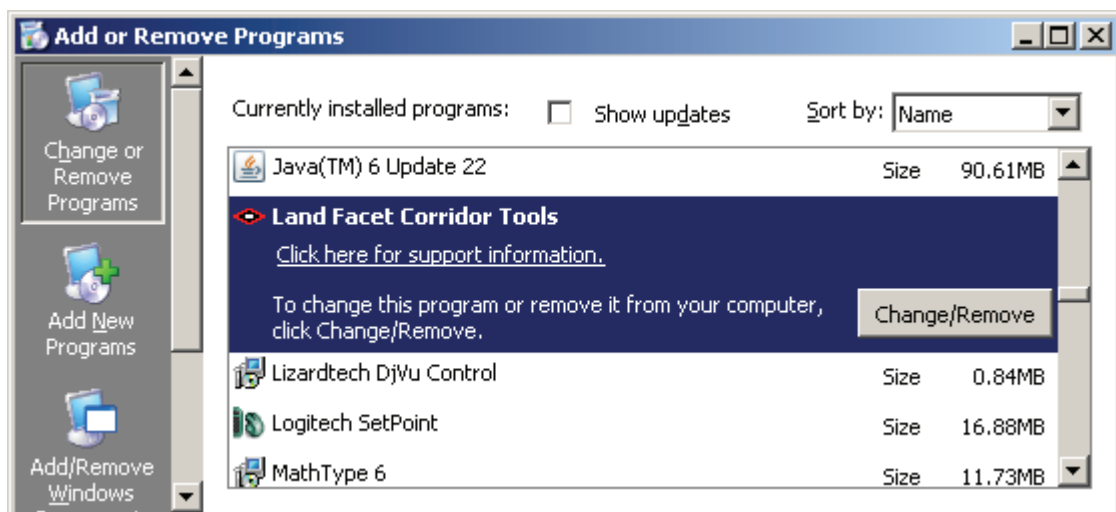 Add or Remove Programs
Change or
Remove
Programs
Add New
Programs
Add/Remove
Windows
Currently installed programs:
Show updates
Sort by: Name
Java(TM) 6 Update 22 Size 90.61MB
Land Facet Corridor Tools
Click here for support information.
To change this program or remove it from your computer,
click Change/Remove.
Change/Remove
Lizardtech DjVu Control Size 0.84MB
Logitech SetPoint Size 16.88MB
MathType 6 Size 11.73MB